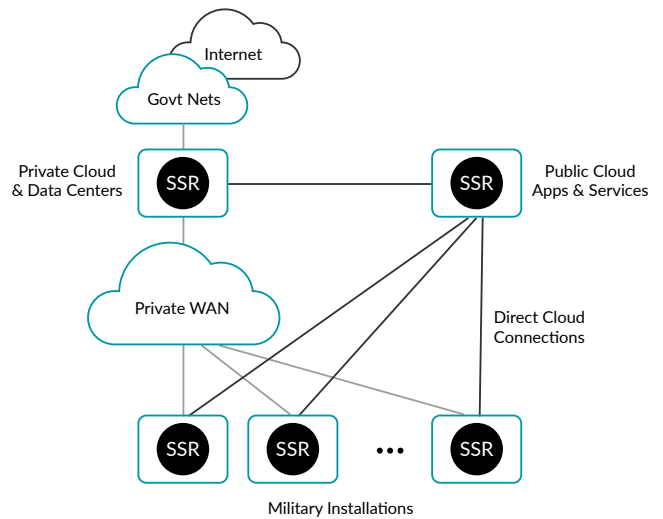 Internet
Govt Nets
Private Cloud
& Data Centers
SSR
SSR
Public Cloud
Apps & Services
Private WAN
Direct Cloud
Connections
SSR
SSR
...
SSR
Military Installations